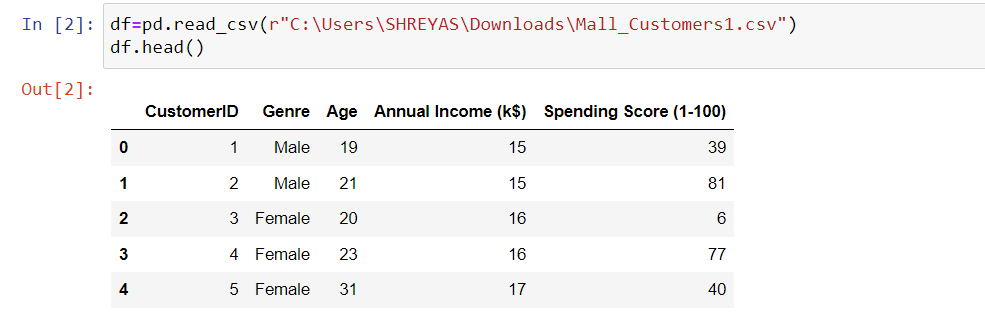 In [2]: df=pd.read_csv(r"C:\Users\SHREYAS\Downloads\Mall_Customers1.csv")
df.head()
Out[2]:
CustomerID Genre Age Annual Income (k$) Spending Score (1-100)
0 1 Male 19 15 39
1 2 Male 21 15 81
2 3 Female 20 16 6
3 4 Female 23 16 77
4 5 Female 31 17 40